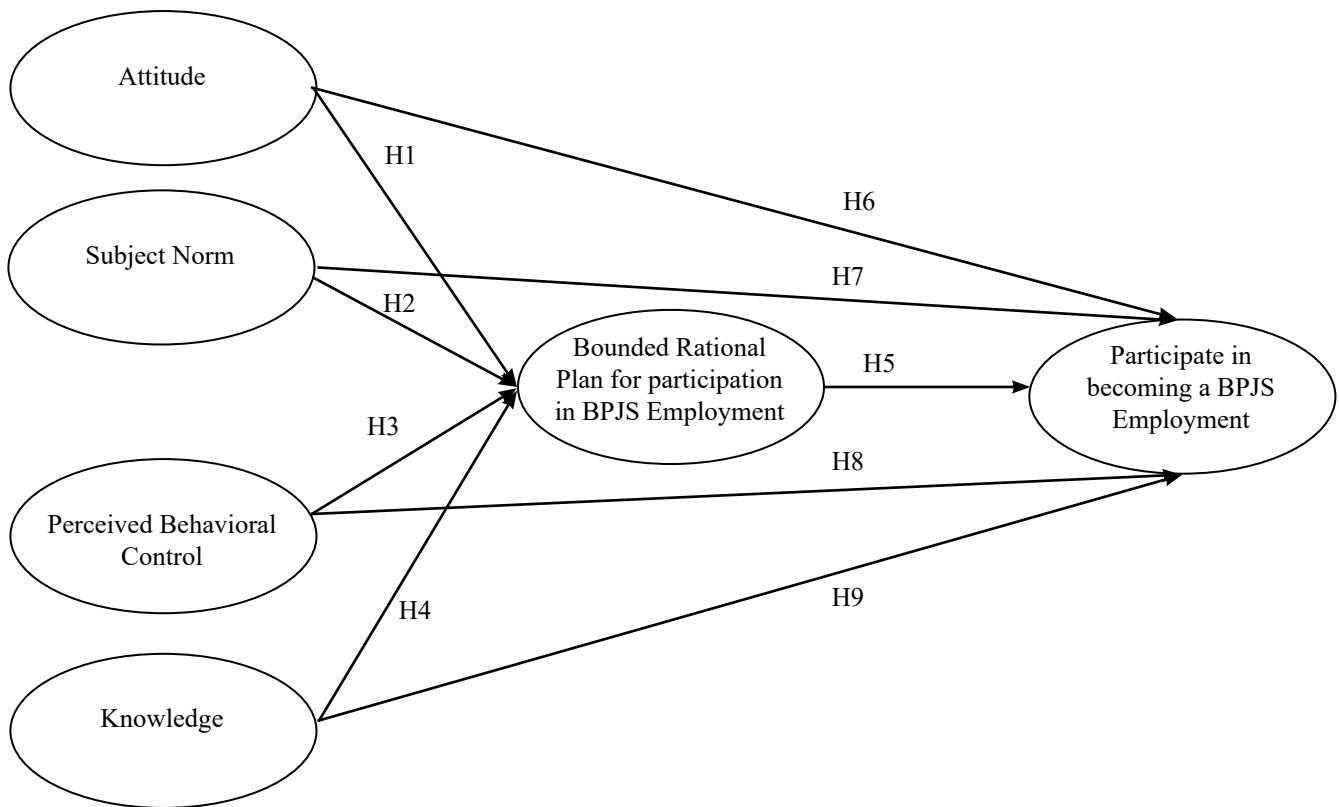 Attitude
H1
H6
Subject Norm
H7
H2
Bounded Rational
Plan for participation
in BPJS Employment
H5
Participate in
becoming a BPJS
Employment
H3
H8
Perceived Behavioral
Control
H4
H9
Knowledge